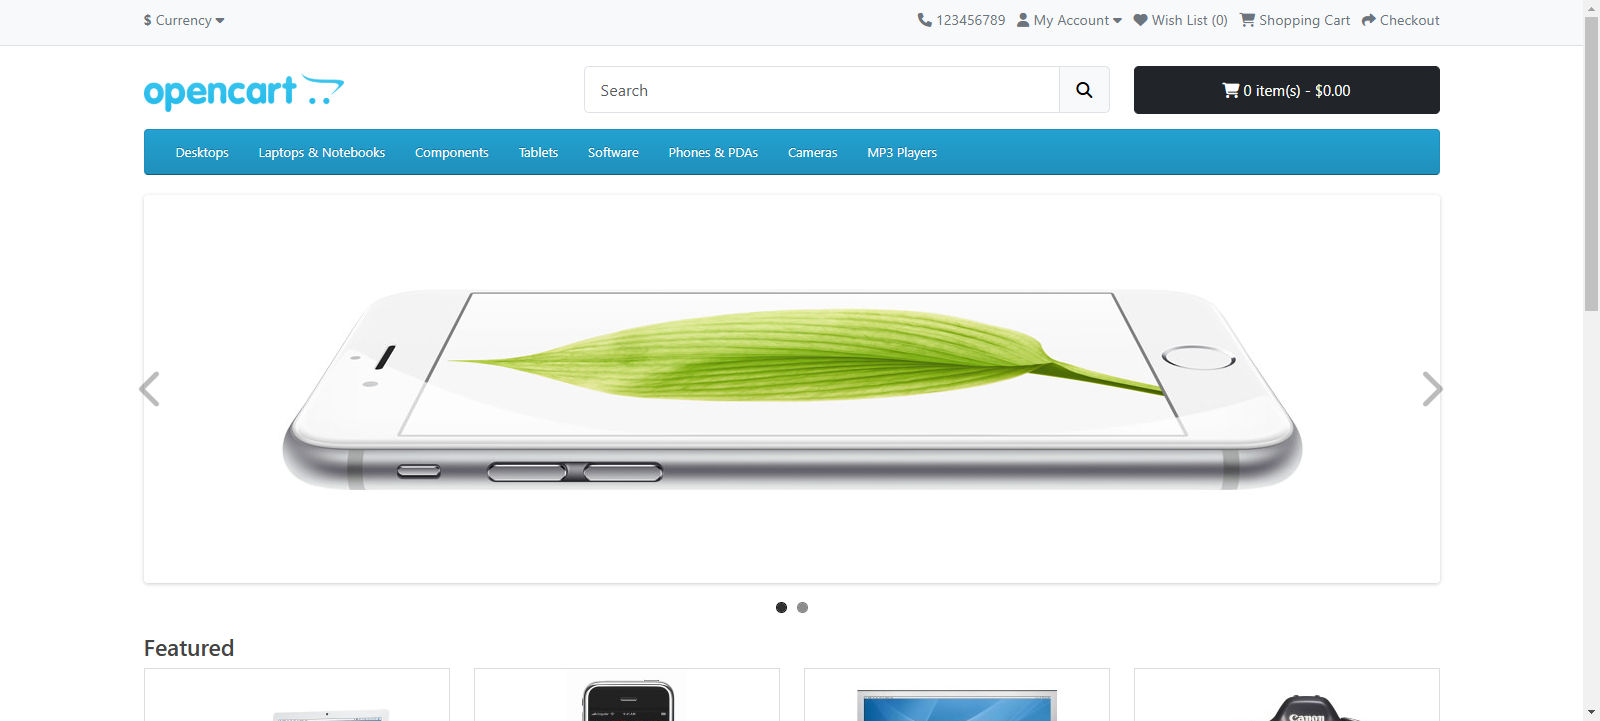 $ Currency
123456789 My Account Wish List (0) Shopping Cart Checkout
opencart
Search
0 item(s) - $0.00
Desktops Laptops & Notebooks Components Tablets Software Phones & PDAs Cameras MP3 Players
Featured
Canon